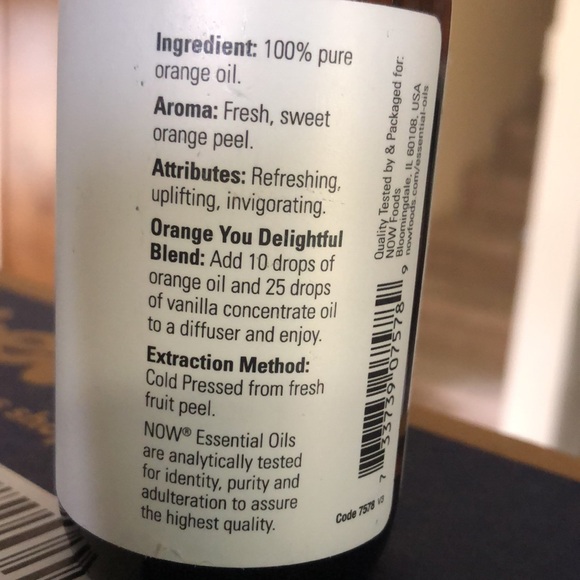 Ingredient: 100% pure
orange oil.
Aroma: Fresh, sweet
orange peel.
Attributes: Refreshing,
uplifting, invigorating.
Orange You Delightful
Blend: Add 10 drops of
orange oil and 25 drops
of vanilla concentrate oil
to a diffuser and enjoy.
Extraction Method:
Cold Pressed from fresh
fruit peel.
NOW® Essential Oils
are analytically tested
for identity, purity and
adulteration to assure
the highest quality.
Quality Tested by & Packaged for:
NOW Foods
Bloomingdale, IL 60108, USA
nowfoods.com/essential-oils
7 33739 07578 9
Code 7578 V3